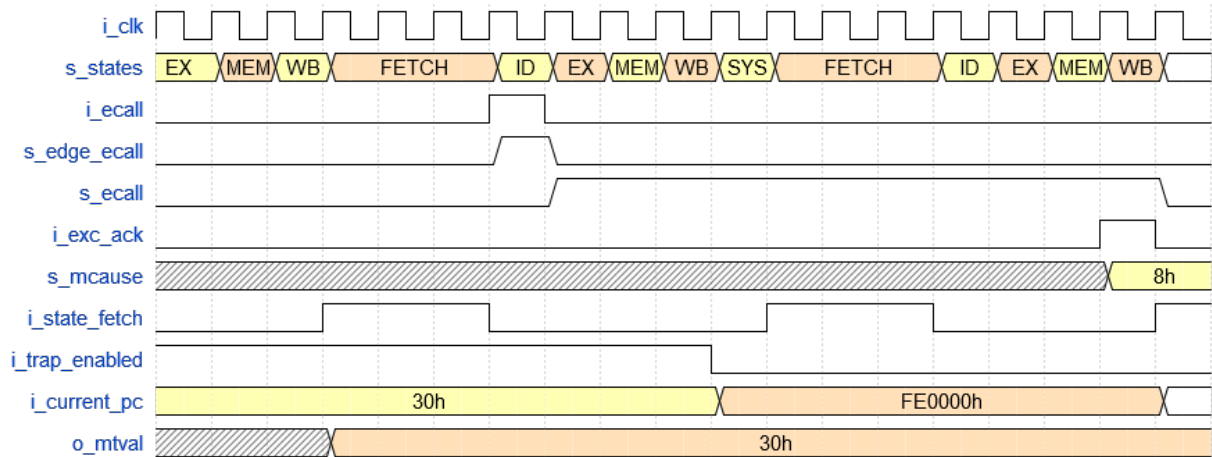 i_clk
s_states EX MEM WB FETCH ID EX MEM WB SYS FETCH ID EX MEM WB
i_ecall
s_edge_ecall
s_ecall
i_exc_ack
s_mcause 8h
i_state_fetch
i_trap_enabled
i_current_pc 30h FE0000h
o_mtval 30h